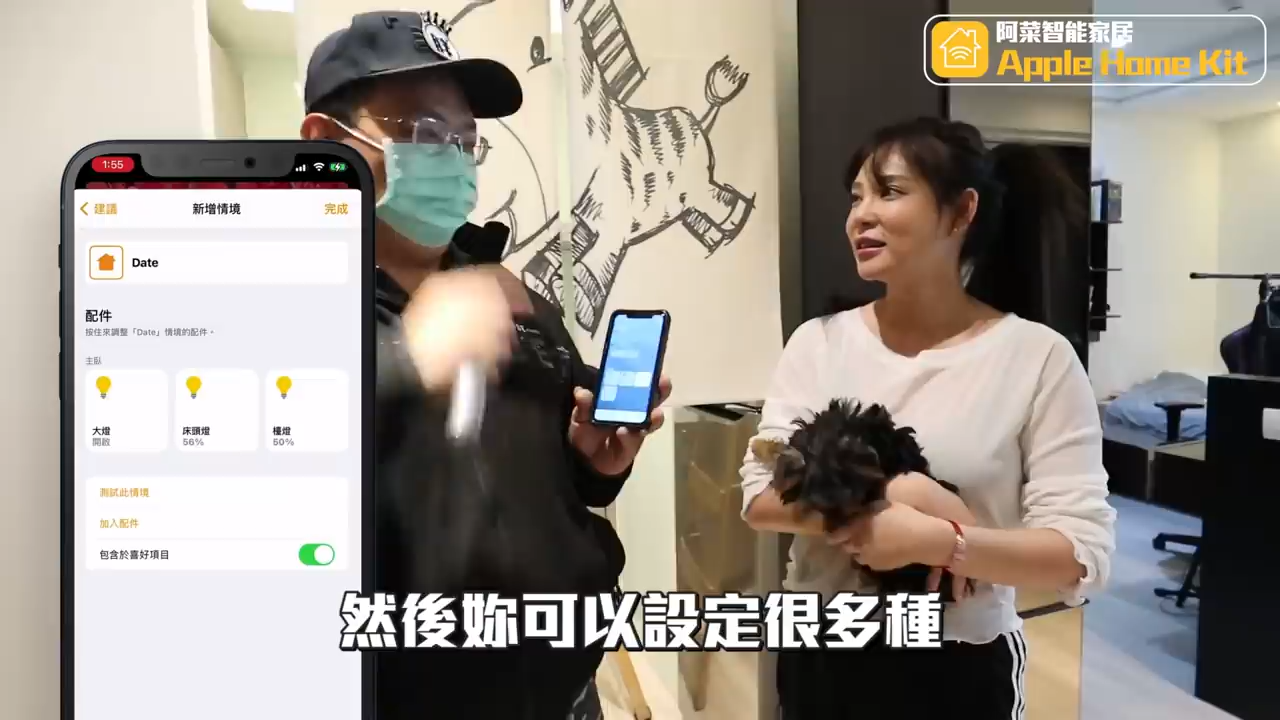 阿菜智能家居
Apple Home Kit
1:55
建議
新增情境
完成
Date
配件
按住來調整「Date」情境的配件。
主臥
大燈
開啟
床頭燈
56%
檯燈
50%
測試此情境
加入配件
包含於喜好項目
然後妳可以設定很多種